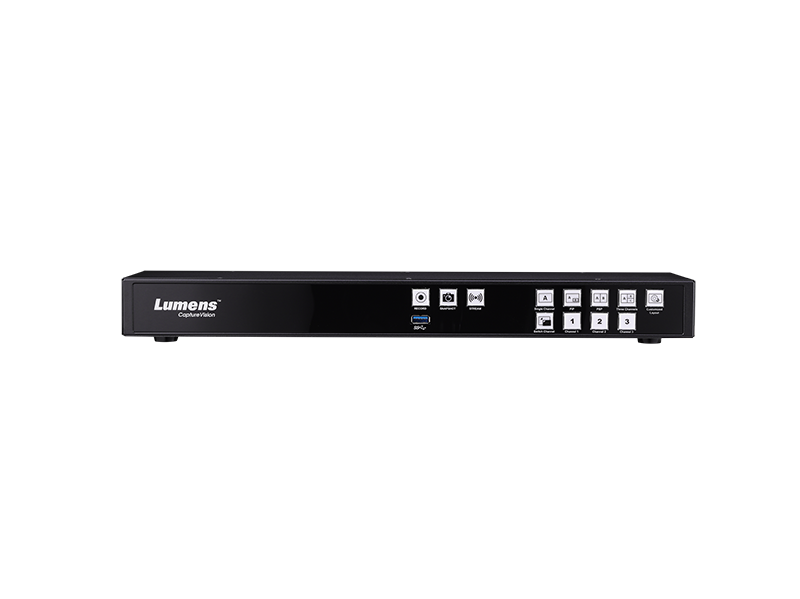 Lumens™
CaptureVision
RECORD SNAPSHOT STREAM
SS
A
Single Channel PIP PBP Three Channels Customized
Layout
1 2 3
Switch Channel Channel 1 Channel 2 Channel 3